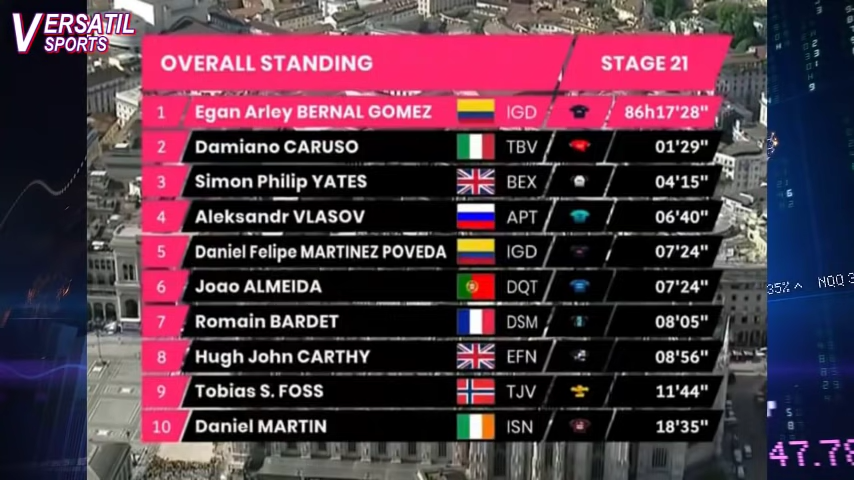 VERSATIL
SPORTS
OVERALL STANDING STAGE 21
1 Egan Arley BERNAL GOMEZ IGD 86h17'28"
2 Damiano CARUSO TBV 01'29"
3 Simon Philip YATES BEX 04'15"
4 Aleksandr VLASOV APT 06'40"
5 Daniel Felipe MARTINEZ POVEDA IGD 07'24"
6 Joao ALMEIDA DQT 07'24"
7 Romain BARDET DSM 08'05"
8 Hugh John CARTHY EFN 08'56"
9 Tobias S. FOSS TJV 11'44"
10 Daniel MARTIN ISN 18'35"
35% ^ NQQ 3
47.78